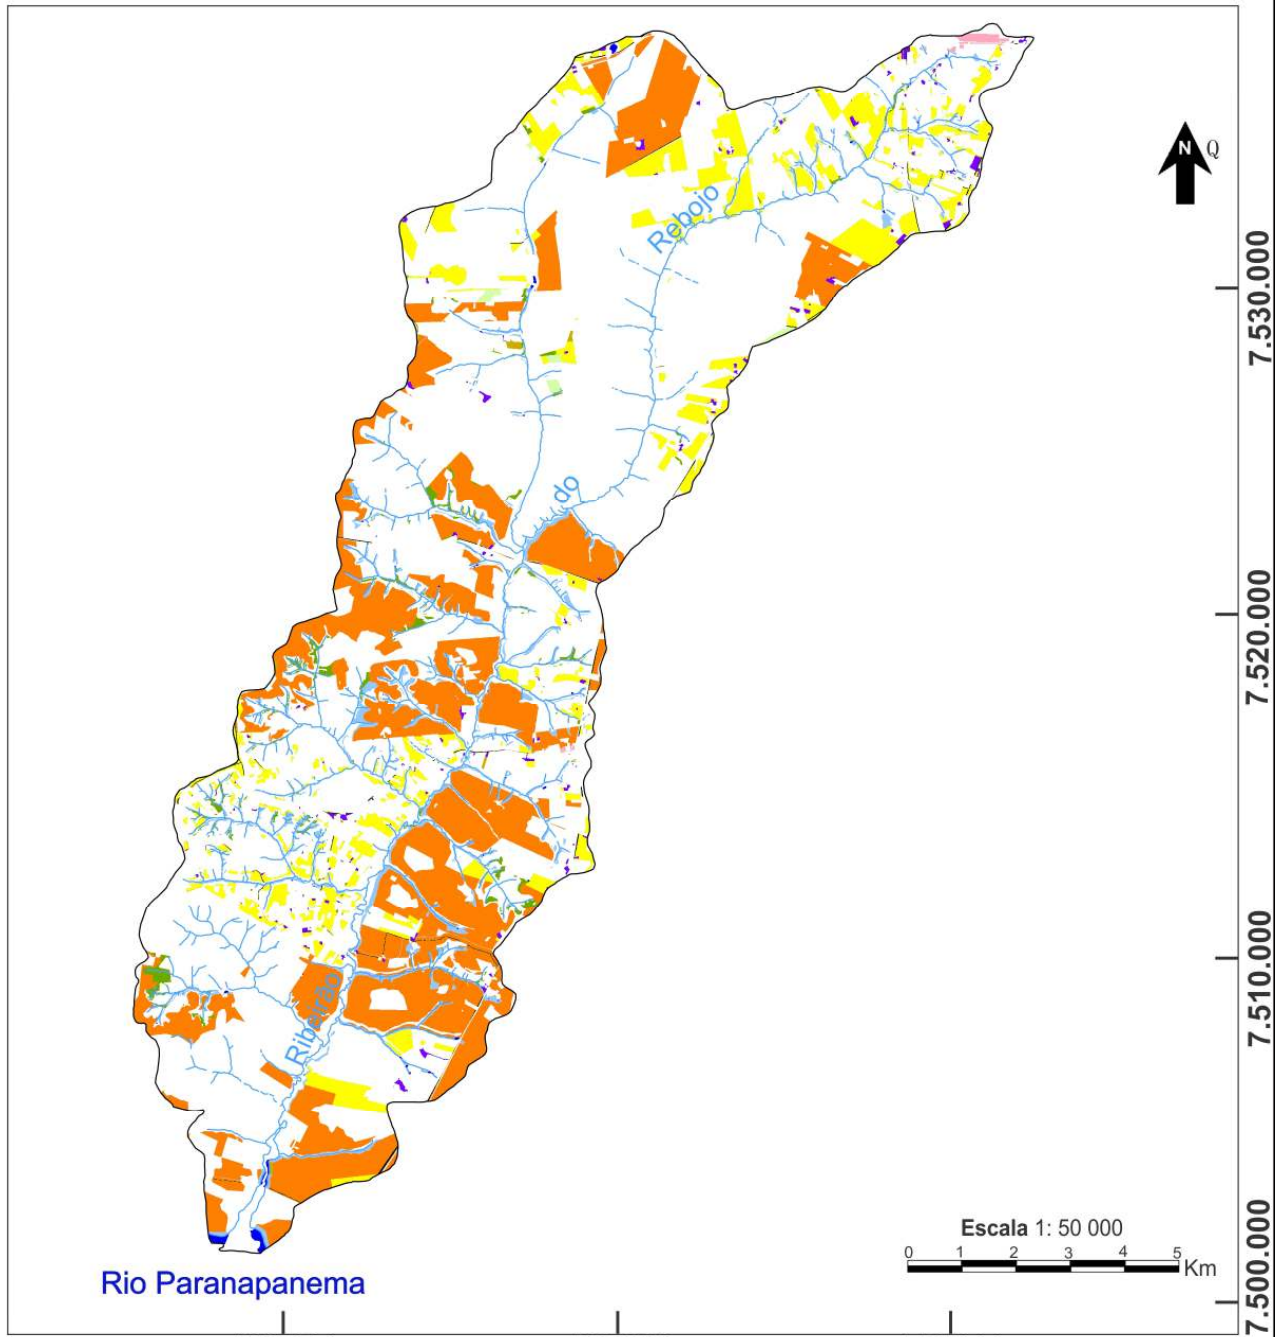 N Q
Rebojo
7.530.000
do
7.520.000
7.510.000
Ribeirão
Escala 1: 50 000
0 1 2 3 4 5
Km
Rio Paranapanema
7.500.000